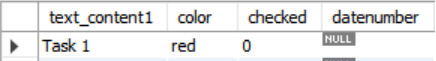 text_content1 color checked datenumber
Task 1 red 0 NULL